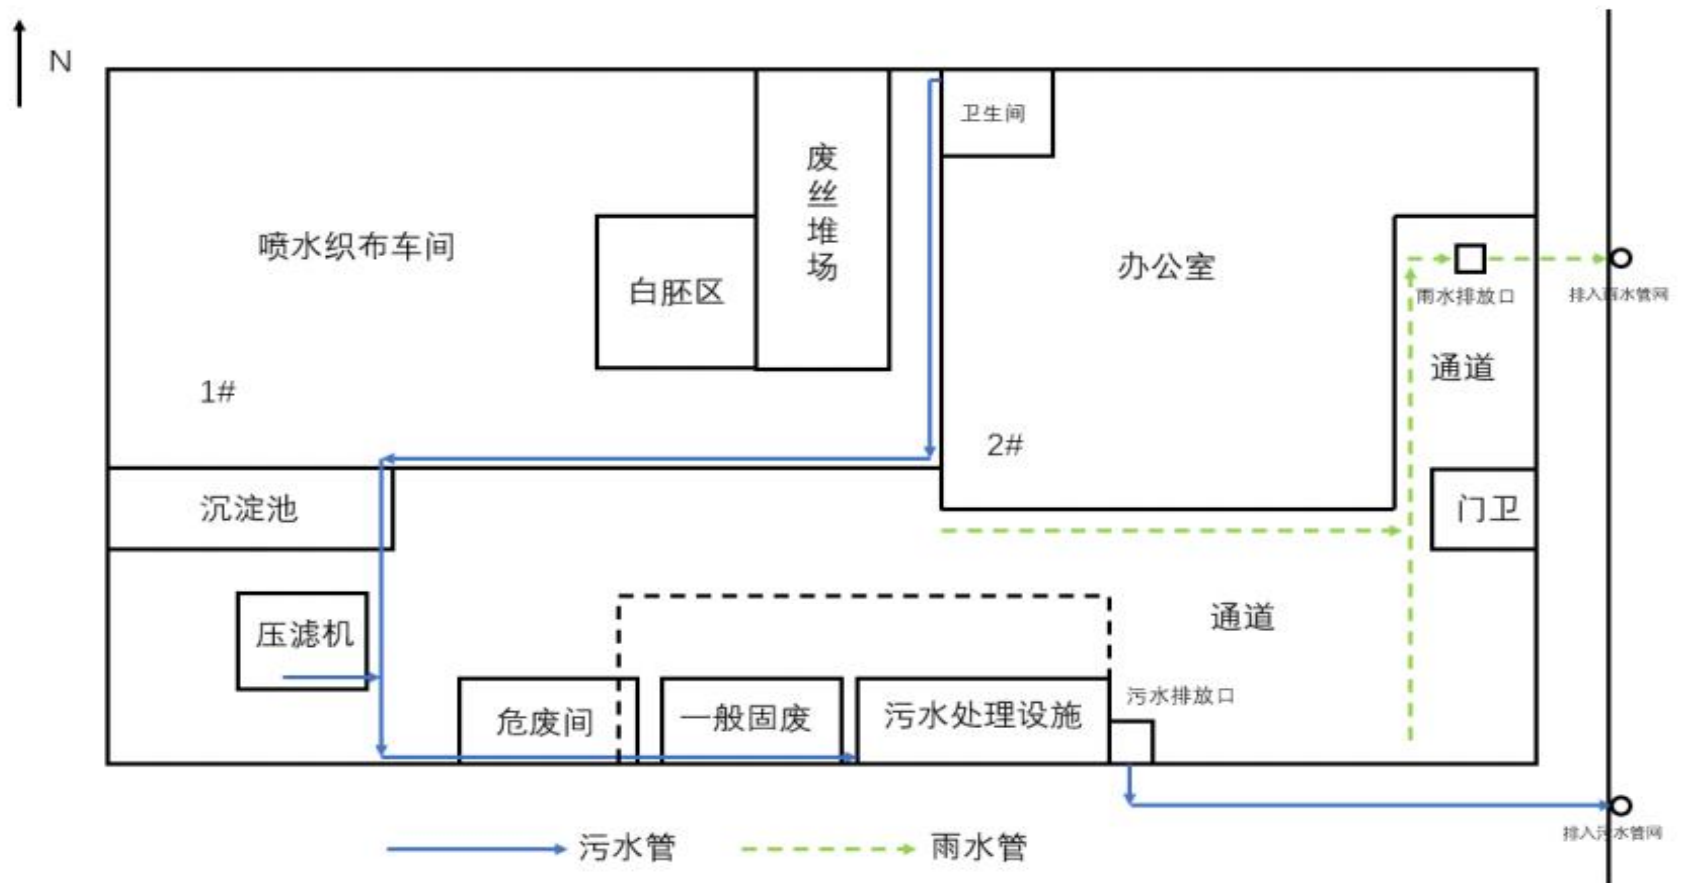 N
卫生间
废丝堆场
喷水织布车间
办公室
白胚区
雨水排放口
排入雨水管网
通道
1#
2#
沉淀池
门卫
通道
压滤机
污水排放口
危废间
一般固废
污水处理设施
排入污水管网
污水管
雨水管